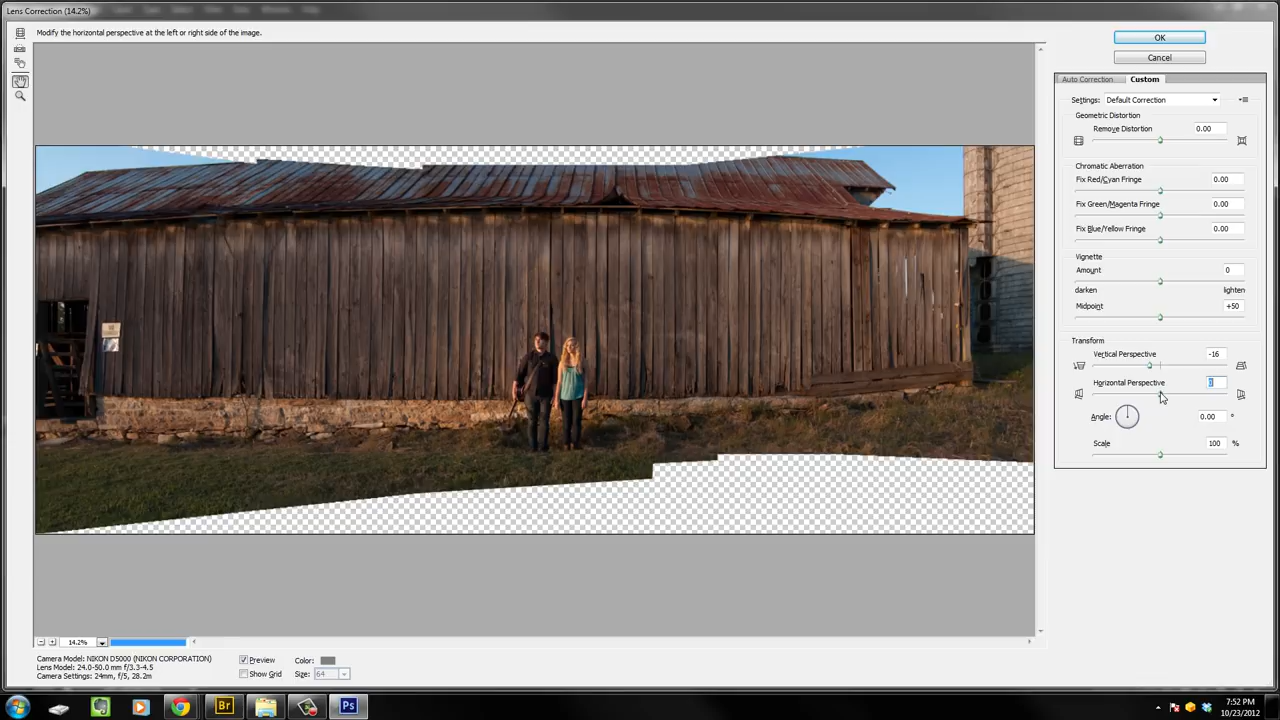 Lens Correction (14.2%)
Modify the horizontal perspective at the left or right side of the image.
OK
Cancel
Auto Correction Custom
Settings: Default Correction
Geometric Distortion
Remove Distortion 0.00
Chromatic Aberration
Fix Red/Cyan Fringe 0.00
Fix Green/Magenta Fringe 0.00
Fix Blue/Yellow Fringe 0.00
Vignette
Amount 0
darken lighten
Midpoint +50
Transform
Vertical Perspective -16
Horizontal Perspective 0
Angle: 0.00 °
Scale 100 %
14.2%
Camera Model: NIKON D5000 (NIKON CORPORATION)
Lens Model: 24.0-50.0 mm f/3.3-4.5
Camera Settings: 24mm, f/5, 28.2m
Preview Color:
Show Grid Size: 64
Br
Ps
7:52 PM
10/23/2012